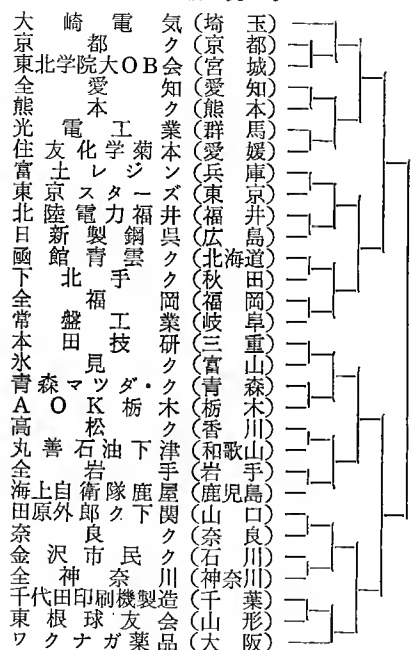 大崎電気(埼玉)
京都ク(京都)
東北学院大OB会(宮城)
全愛知(愛知)
熊本ク(熊本)
光電工業(群馬)
住友化学菊本(愛媛)
富士レジン(兵庫)
東京スターズ(東京)
北陸電力福井(福井)
日新製鋼呉(広島)
函館青雲ク(北海道)
下北手ク(秋田)
全福岡(福岡)
常盤工業(岐阜)
本田技研(三重)
氷見ク(富山)
青森マツダ・ク(青森)
AOK栃木(栃木)
高松ク(香川)
丸善石油下津(和歌山)
全岩手(岩手)
海上自衛隊鹿屋(鹿児島)
田原外郎ク下関(山口)
奈良ク(奈良)
金沢市民ク(石川)
全神奈川(神奈川)
千代田印刷機製造(千葉)
東根球友会(山形)
ワクナガ薬品(大阪)